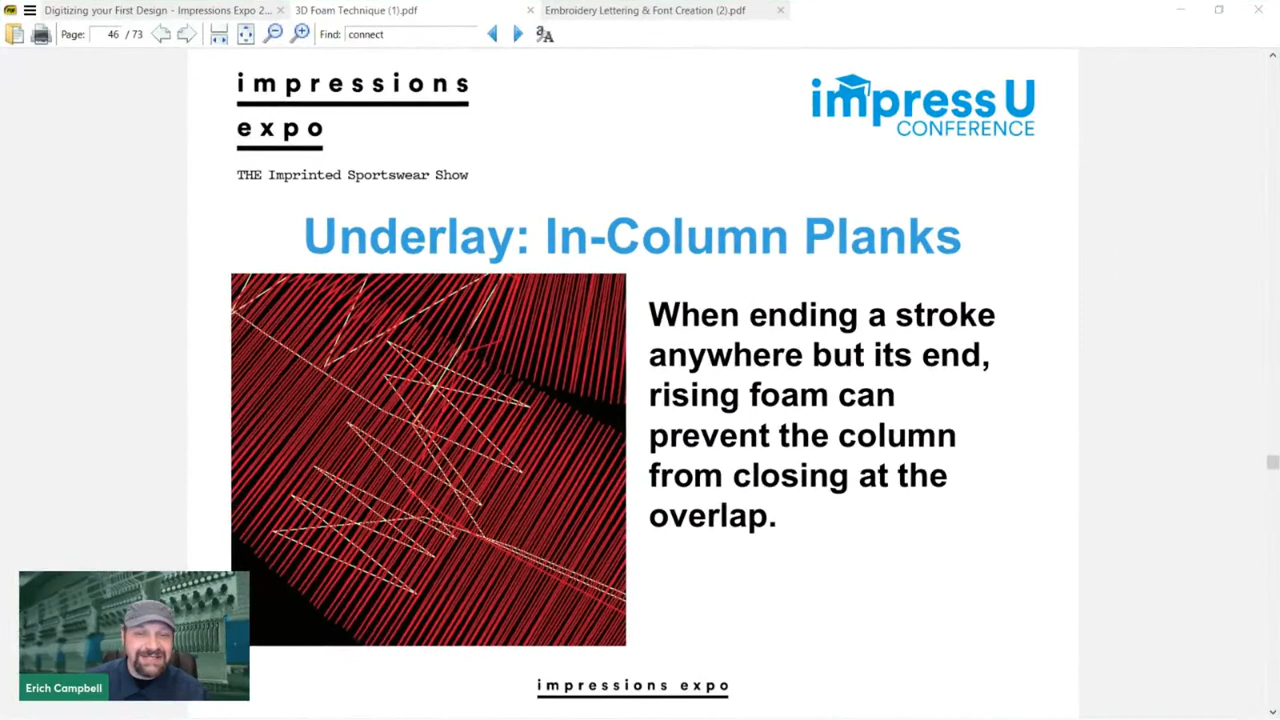 Digitizing your First Design - Impressions Expo 2...
3D Foam Technique (1).pdf
Embroidery Lettering & Font Creation (2).pdf
Page: 46 / 73
Find: connect
impressions
expo
THE Imprinted Sportswear Show
impress U
CONFERENCE
Underlay: In-Column Planks
When ending a stroke
anywhere but its end,
rising foam can
prevent the column
from closing at the
overlap.
Erich Campbell
impressions expo